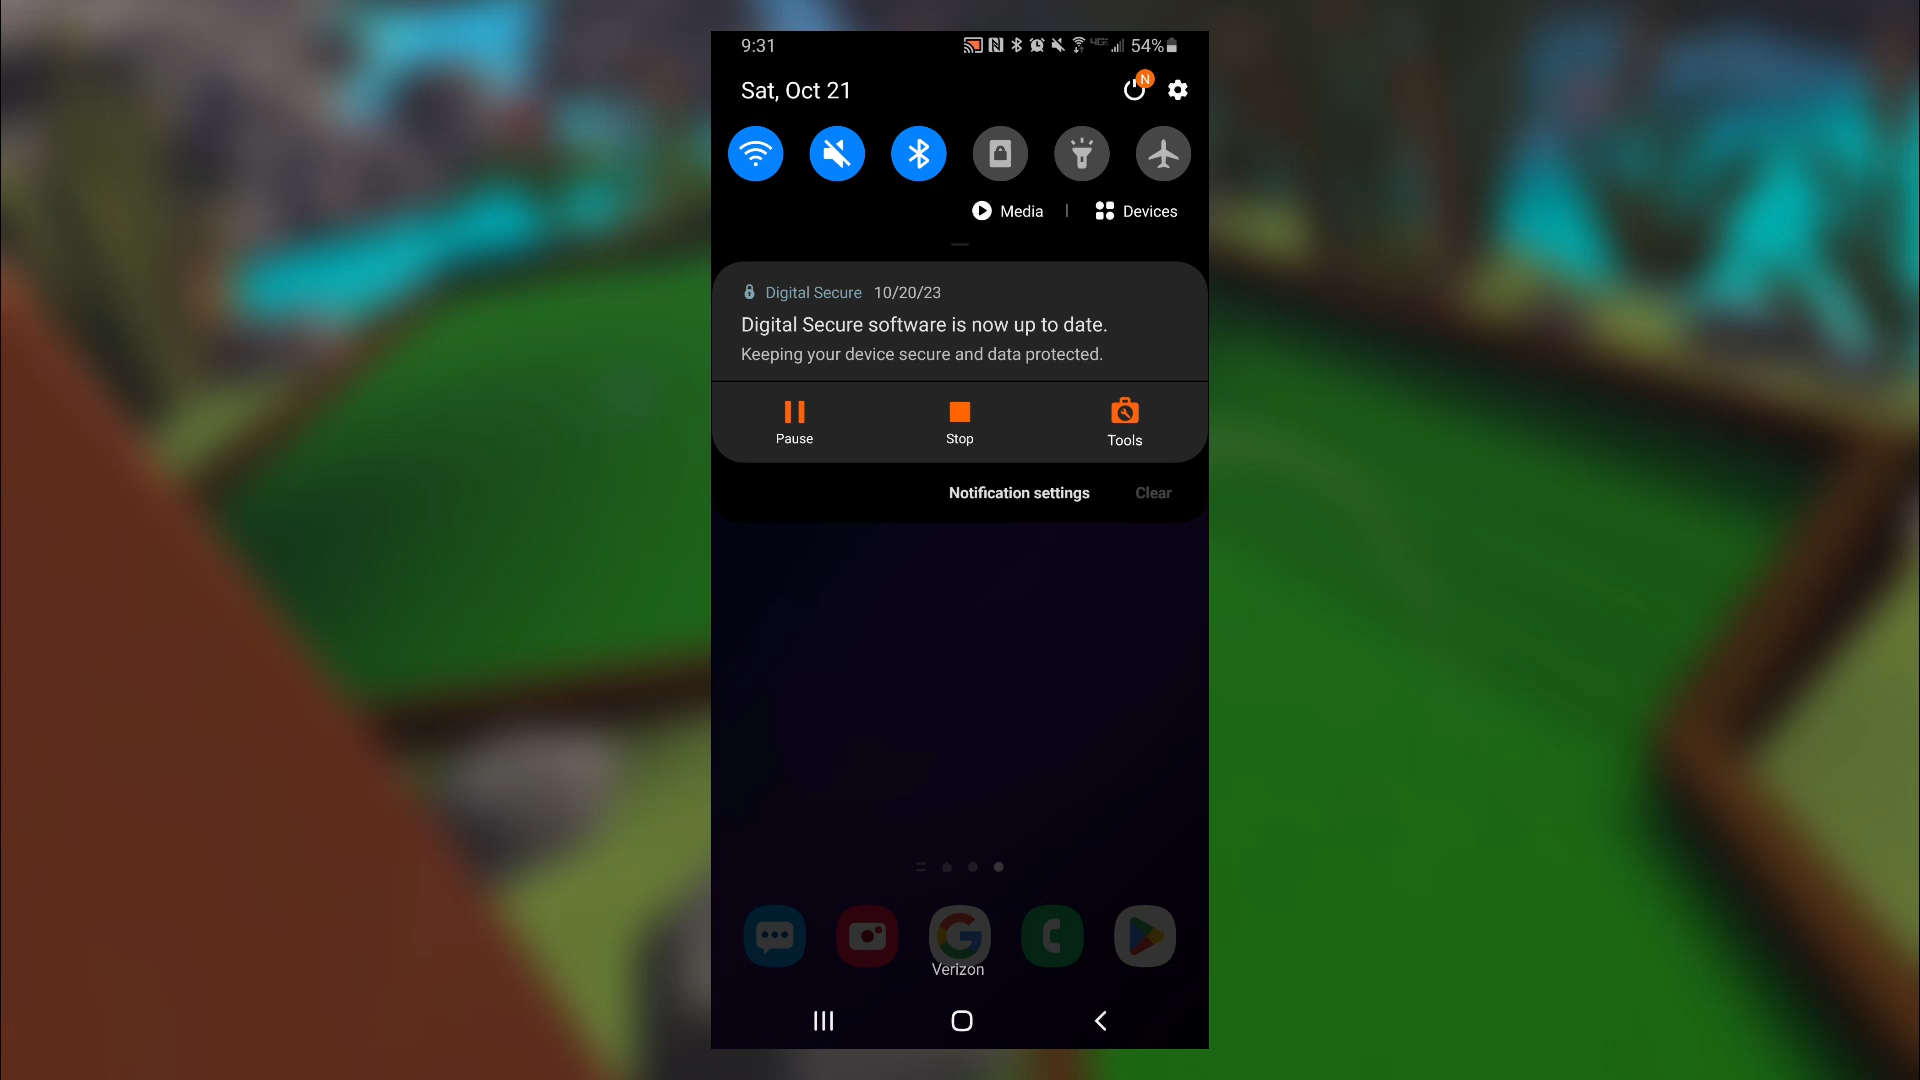 9:31
4G 54%
Sat, Oct 21
N
Media | Devices
Digital Secure 10/20/23
Digital Secure software is now up to date.
Keeping your device secure and data protected.
Pause Stop Tools
Notification settings Clear
Verizon